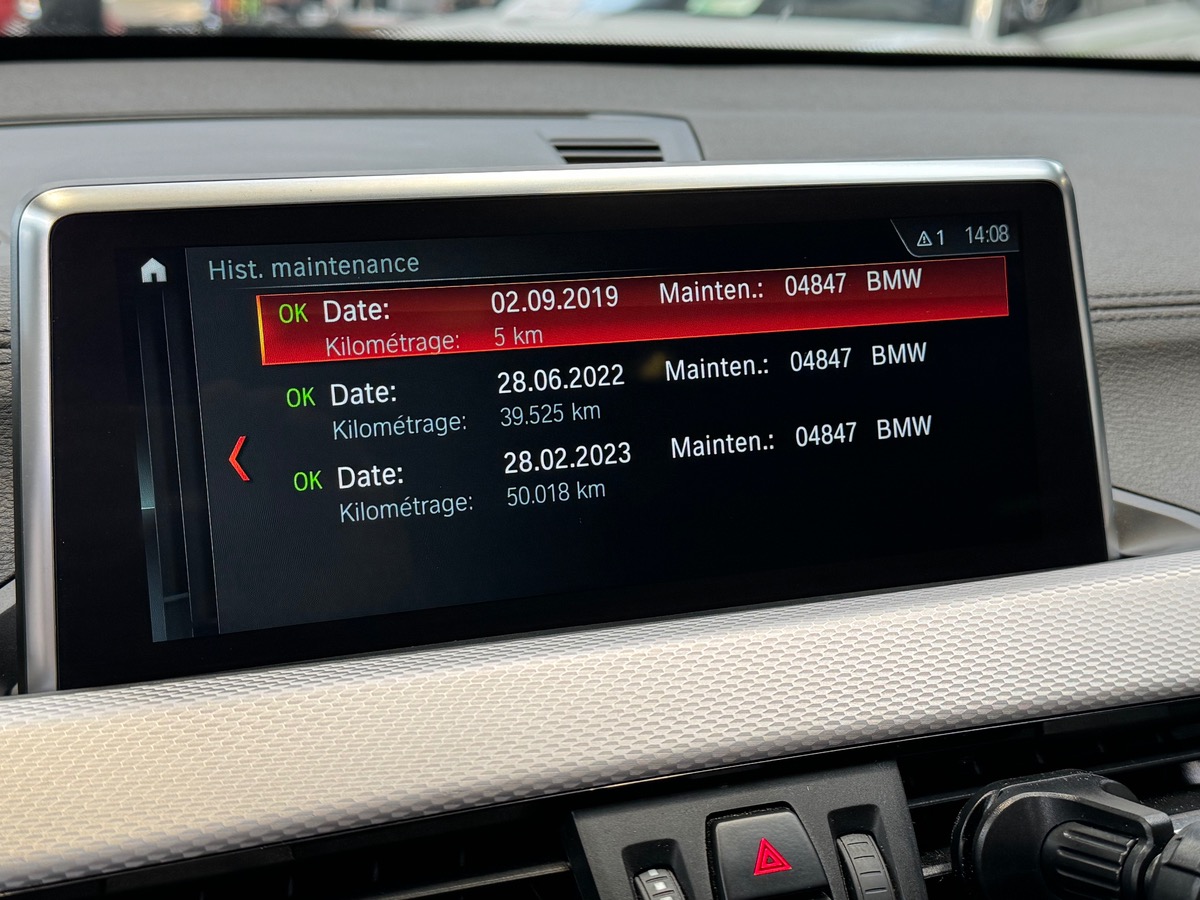 Hist. maintenance
1 14:08
OK Date: 02.09.2019 Mainten.: 04847 BMW
Kilométrage: 5 km
OK Date: 28.06.2022 Mainten.: 04847 BMW
Kilométrage: 39.525 km
OK Date: 28.02.2023 Mainten.: 04847 BMW
Kilométrage: 50.018 km